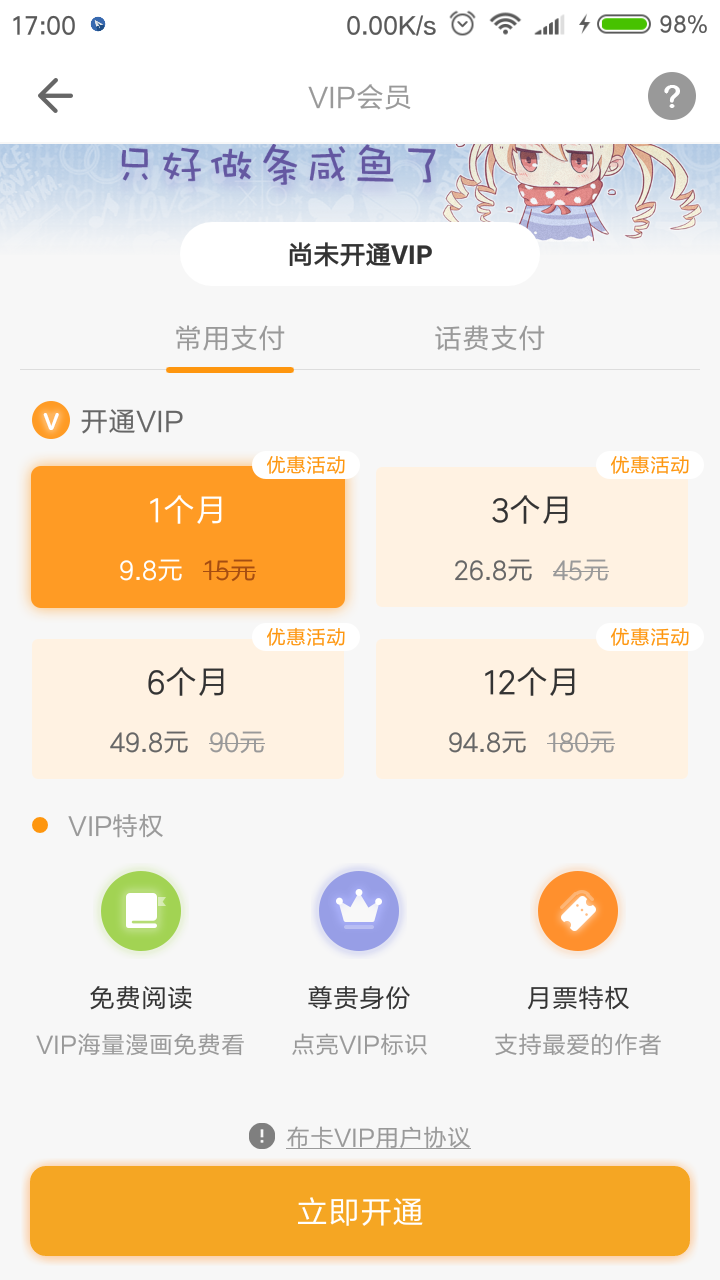 17:00 0.00K/s 98%
VIP会员 ?
只好做条咸鱼了
尚未开通VIP
常用支付 话费支付
V 开通VIP
优惠活动 优惠活动
1个月 3个月
9.8元 15元 26.8元 45元
优惠活动 优惠活动
6个月 12个月
49.8元 90元 94.8元 180元
VIP特权
免费阅读 尊贵身份 月票特权
VIP海量漫画免费看 点亮VIP标识 支持最爱的作者
布卡VIP用户协议
立即开通